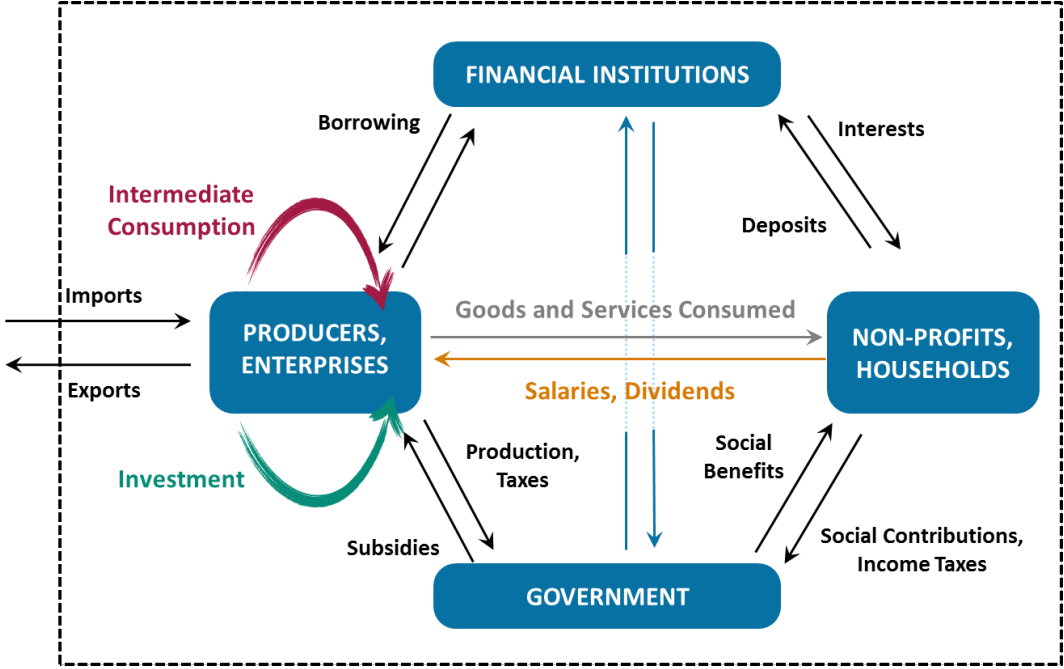 FINANCIAL INSTITUTIONS
Borrowing
Interests
Intermediate
Consumption
Deposits
Imports
Goods and Services Consumed
PRODUCERS,
ENTERPRISES
NON-PROFITS,
HOUSEHOLDS
Exports
Salaries, Dividends
Investment
Production,
Taxes
Social
Benefits
Subsidies
Social Contributions,
Income Taxes
GOVERNMENT